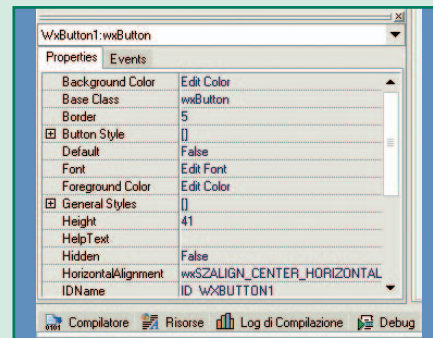 WxButton1:wxButton
Properties Events
Background Color Edit Color
Base Class wxButton
Border 5
Button Style []
Default False
Font Edit Font
Foreground Color Edit Color
General Styles []
Height 41
HelpText
Hidden False
HorizontalAlignment wxSZALIGN_CENTER_HORIZONTAL
IDName ID_WXBUTTON1
Compilatore Risorse Log di Compilazione Debug